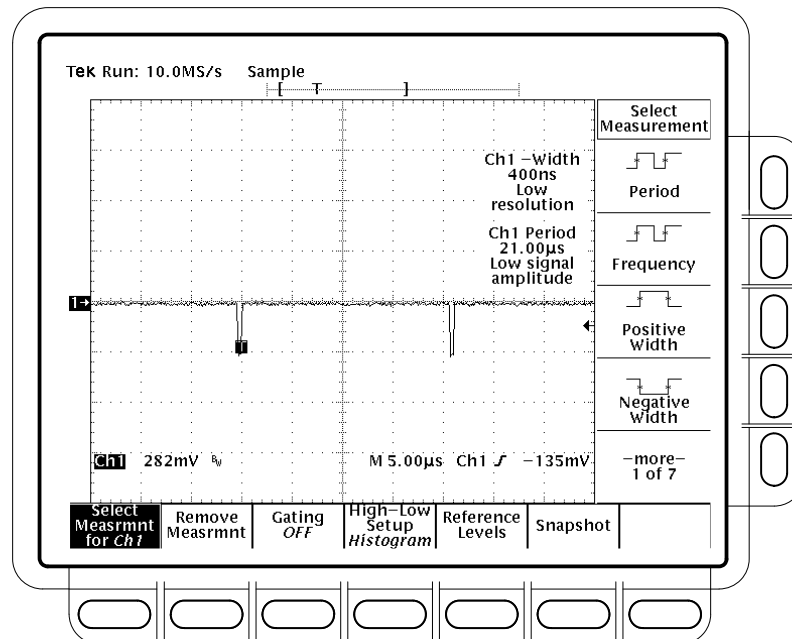 Tek Run: 10.0MS/s Sample
[ T ]
Select
Measurement
Ch1 −Width
400ns
Low
resolution
Ch1 Period
21.00µs
Low signal
amplitude
Period
Frequency
Positive
Width
Negative
Width
−more−
1 of 7
1→
T
Ch1 282mV BW M 5.00µs Ch1 ƒ −135mV
Select
Measrmnt
for Ch1
Remove
Measrmnt
Gating
OFF
High−Low
Setup
Histogram
Reference
Levels
Snapshot